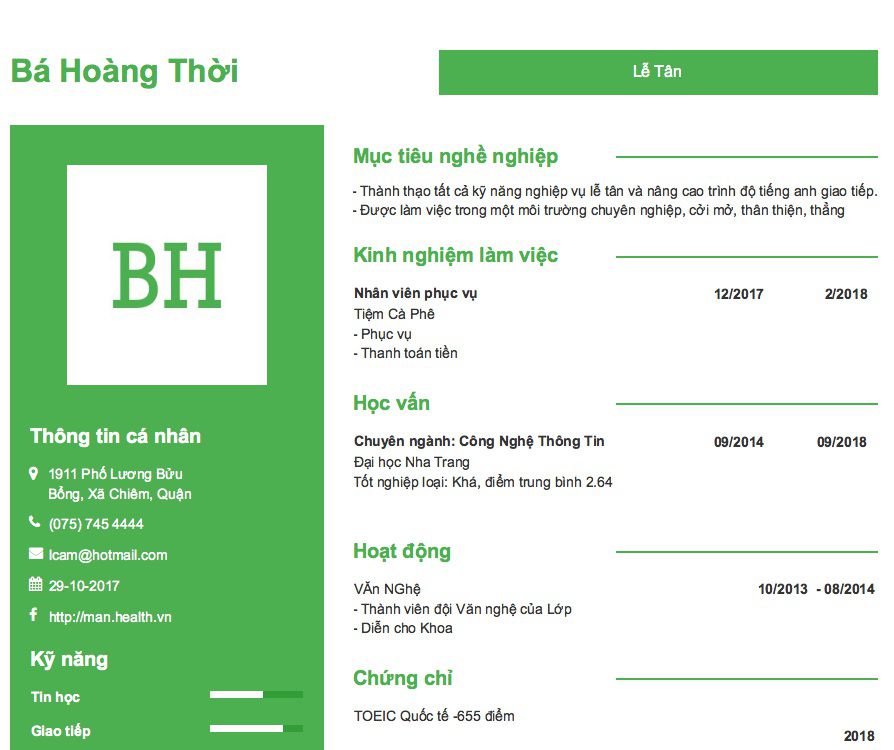 Bá Hoàng Thời
Lễ Tân
BH
Thông tin cá nhân
1911 Phố Lương Bửu
Bổng, Xã Chiêm, Quận
(075) 745 4444
lcam@hotmail.com
29-10-2017
http://man.health.vn
Kỹ năng
Tin học
Giao tiếp
Mục tiêu nghề nghiệp
- Thành thạo tất cả kỹ năng nghiệp vụ lễ tân và nâng cao trình độ tiếng anh giao tiếp.
- Được làm việc trong một môi trường chuyên nghiệp, cởi mở, thân thiện, thẳng
Kinh nghiệm làm việc
Nhân viên phục vụ 12/2017 2/2018
Tiệm Cà Phê
- Phục vụ
- Thanh toán tiền
Học vấn
Chuyên ngành: Công Nghệ Thông Tin 09/2014 09/2018
Đại học Nha Trang
Tốt nghiệp loại: Khá, điểm trung bình 2.64
Hoạt động
VĂn NGhệ 10/2013 - 08/2014
- Thành viên đội Văn nghệ của Lớp
- Diễn cho Khoa
Chứng chỉ
TOEIC Quốc tế -655 điểm
2018